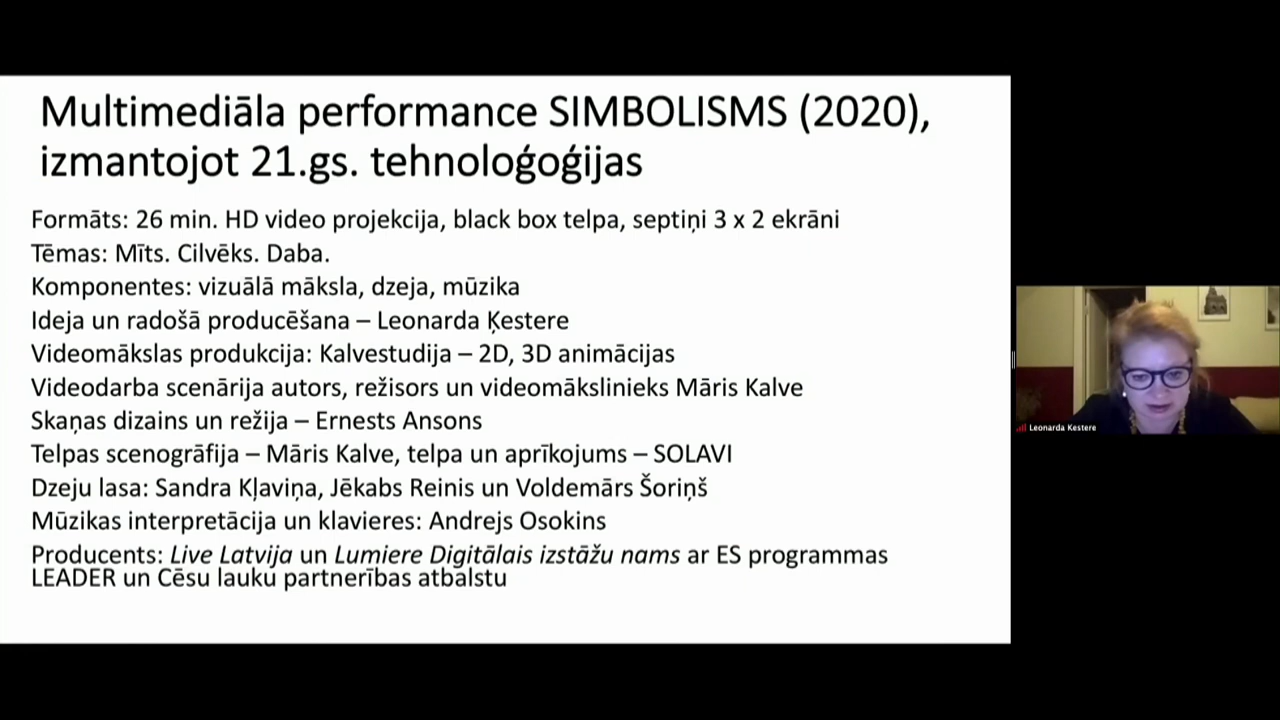 Multimediāla performance SIMBOLISMS (2020),
izmantojot 21.gs. tehnoloģoģijas
Formāts: 26 min. HD video projekcija, black box telpa, septiņi 3 x 2 ekrāni
Tēmas: Mīts. Cilvēks. Daba.
Komponentes: vizuālā māksla, dzeja, mūzika
Ideja un radošā producēšana – Leonarda Ķestere
Videomākslas produkcija: Kalvestudija – 2D, 3D animācijas
Videodarba scenārija autors, režisors un videomākslinieks Māris Kalve
Skaņas dizains un režija – Ernests Ansons
Telpas scenogrāfija – Māris Kalve, telpa un aprīkojums – SOLAVI
Dzeju lasa: Sandra Kļaviņa, Jēkabs Reinis un Voldemārs Šoriņš
Mūzikas interpretācija un klavieres: Andrejs Osokins
Producents: Live Latvija un Lumiere Digitālais izstāžu nams ar ES programmas
LEADER un Cēsu lauku partnerības atbalstu
Leonarda Kestere